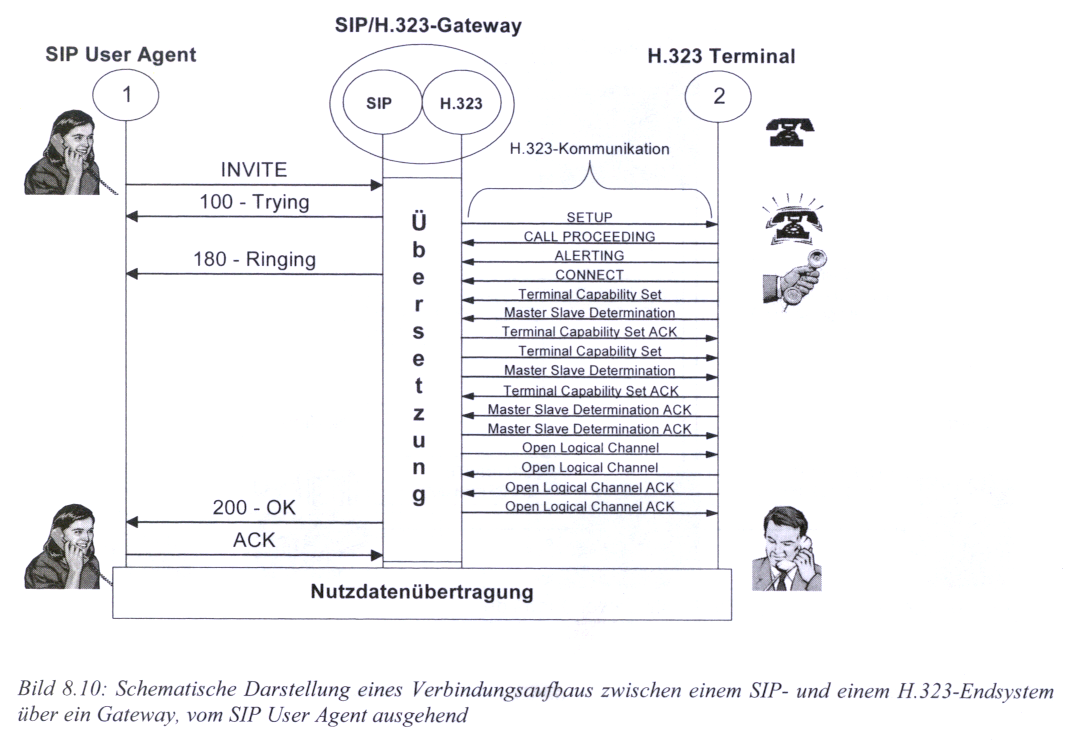 SIP/H.323-Gateway
SIP User Agent
H.323 Terminal
1
SIP
H.323
2
H.323-Kommunikation
INVITE
100 - Trying
180 - Ringing
200 - OK
ACK
Übersetzung
SETUP
CALL PROCEEDING
ALERTING
CONNECT
Terminal Capability Set
Master Slave Determination
Terminal Capability Set ACK
Terminal Capability Set
Master Slave Determination
Terminal Capability Set ACK
Master Slave Determination ACK
Master Slave Determination ACK
Open Logical Channel
Open Logical Channel
Open Logical Channel ACK
Open Logical Channel ACK
Nutzdatenübertragung
Bild 8.10: Schematische Darstellung eines Verbindungsaufbaus zwischen einem SIP- und einem H.323-Endsystem
über ein Gateway, vom SIP User Agent ausgehend